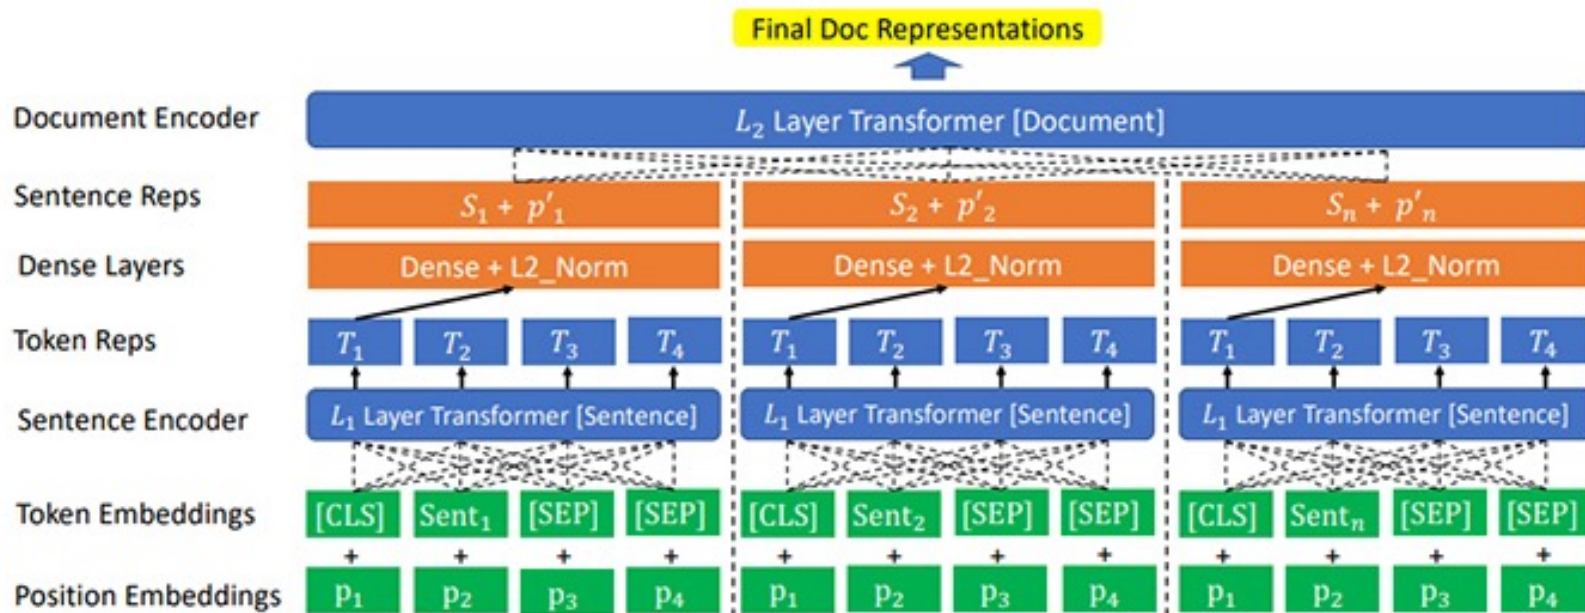 Final Doc Representations
Document Encoder L₂ Layer Transformer [Document]
Sentence Reps S₁ + p'₁ S₂ + p'₂ Sₙ + p'ₙ
Dense Layers Dense + L2_Norm Dense + L2_Norm Dense + L2_Norm
Token Reps T₁ T₂ T₃ T₄ T₁ T₂ T₃ T₄ T₁ T₂ T₃ T₄
Sentence Encoder L₁ Layer Transformer [Sentence] L₁ Layer Transformer [Sentence] L₁ Layer Transformer [Sentence]
Token Embeddings [CLS] Sent₁ [SEP] [SEP] [CLS] Sent₂ [SEP] [SEP] [CLS] Sentₙ [SEP] [SEP]
+ + + + + + + + + + + +
Position Embeddings p₁ p₂ p₃ p₄ p₁ p₂ p₃ p₄ p₁ p₂ p₃ p₄